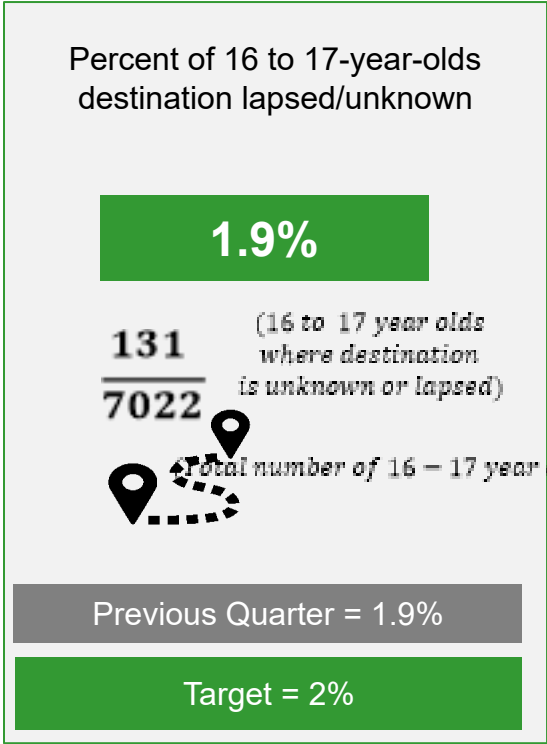 Percent of 16 to 17-year-olds
destination lapsed/unknown
1.9%
131
7022
(16 to 17 year olds
where destination
is unknown or lapsed)
(Total number of 16 − 17 year
Previous Quarter = 1.9%
Target = 2%